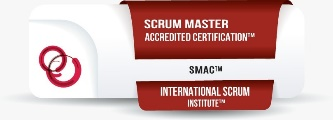 SCRUM MASTER
ACCREDITED CERTIFICATION™
SMAC™
INTERNATIONAL SCRUM
INSTITUTE™